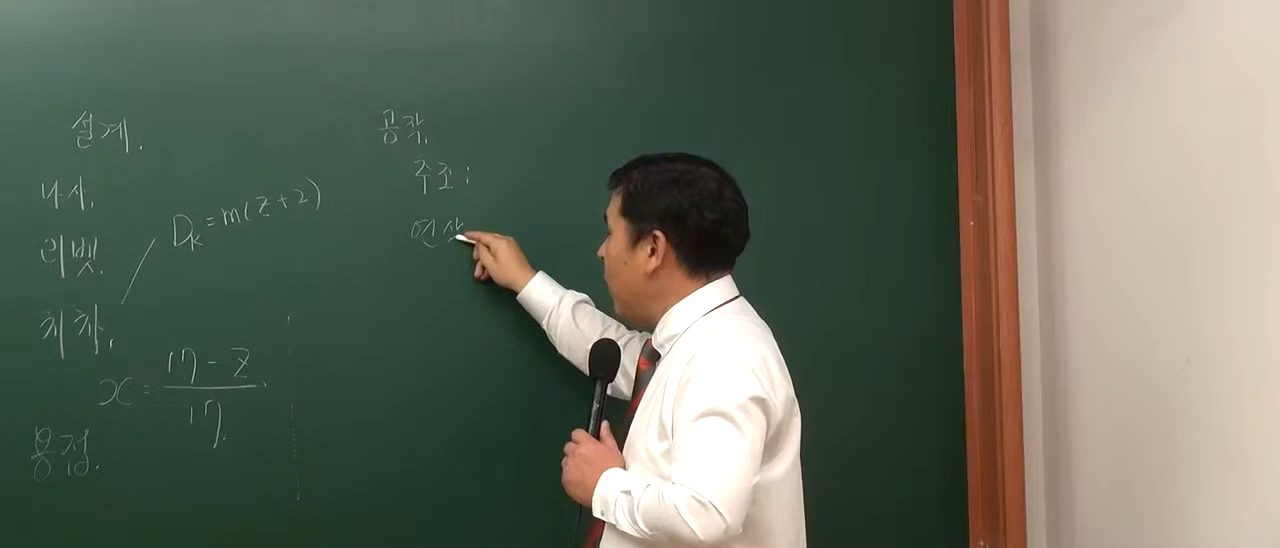 설계.
나사.
리벳.
치차.
Dk=m(z+2)
x=17-z/17.
용접.
공작.
주조:
연삭